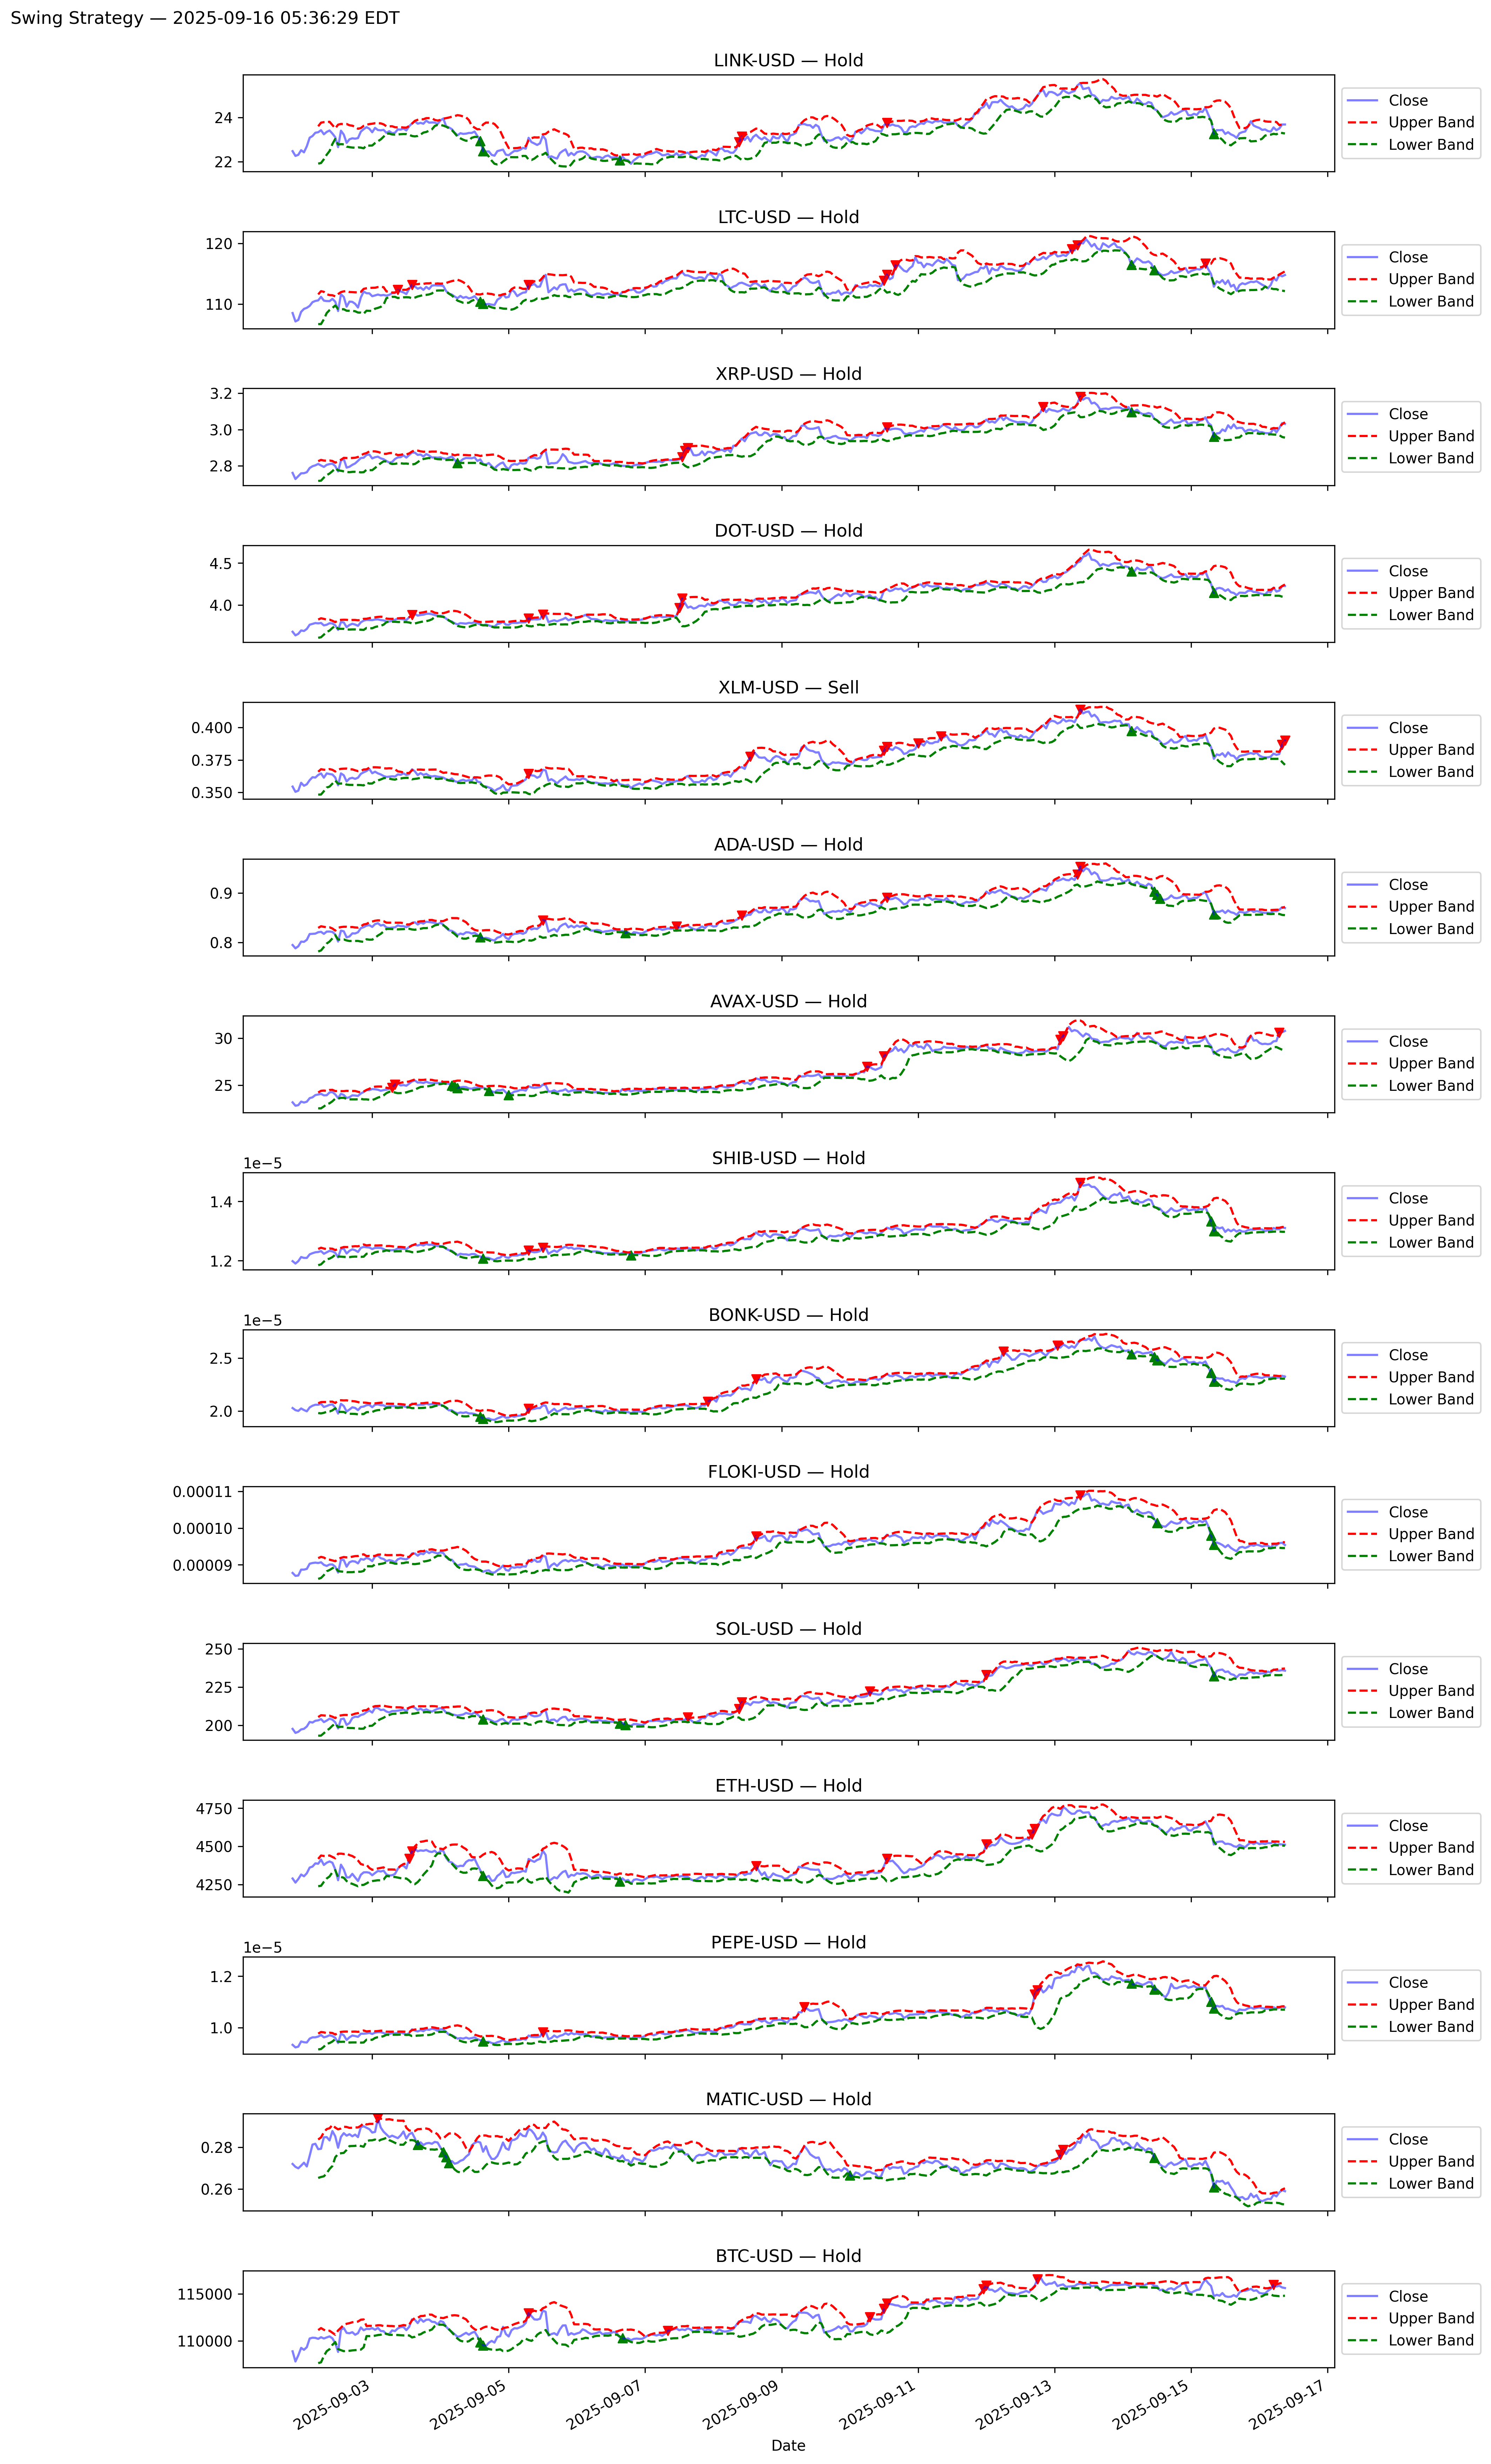 Swing Strategy — 2025-09-16 05:36:29 EDT
LINK-USD — Hold
24
22
Close
Upper Band
Lower Band
LTC-USD — Hold
120
110
Close
Upper Band
Lower Band
XRP-USD — Hold
3.2
3.0
2.8
Close
Upper Band
Lower Band
DOT-USD — Hold
4.5
4.0
Close
Upper Band
Lower Band
XLM-USD — Sell
0.400
0.375
0.350
Close
Upper Band
Lower Band
ADA-USD — Hold
0.9
0.8
Close
Upper Band
Lower Band
AVAX-USD — Hold
30
25
Close
Upper Band
Lower Band
SHIB-USD — Hold
1e−5
1.4
1.2
Close
Upper Band
Lower Band
BONK-USD — Hold
1e−5
2.5
2.0
Close
Upper Band
Lower Band
FLOKI-USD — Hold
0.00011
0.00010
0.00009
Close
Upper Band
Lower Band
SOL-USD — Hold
250
225
200
Close
Upper Band
Lower Band
ETH-USD — Hold
4750
4500
4250
Close
Upper Band
Lower Band
PEPE-USD — Hold
1e−5
1.2
1.0
Close
Upper Band
Lower Band
MATIC-USD — Hold
0.28
0.26
Close
Upper Band
Lower Band
BTC-USD — Hold
115000
110000
Close
Upper Band
Lower Band
2025-09-03
2025-09-05
2025-09-07
2025-09-09
2025-09-11
2025-09-13
2025-09-15
2025-09-17
Date